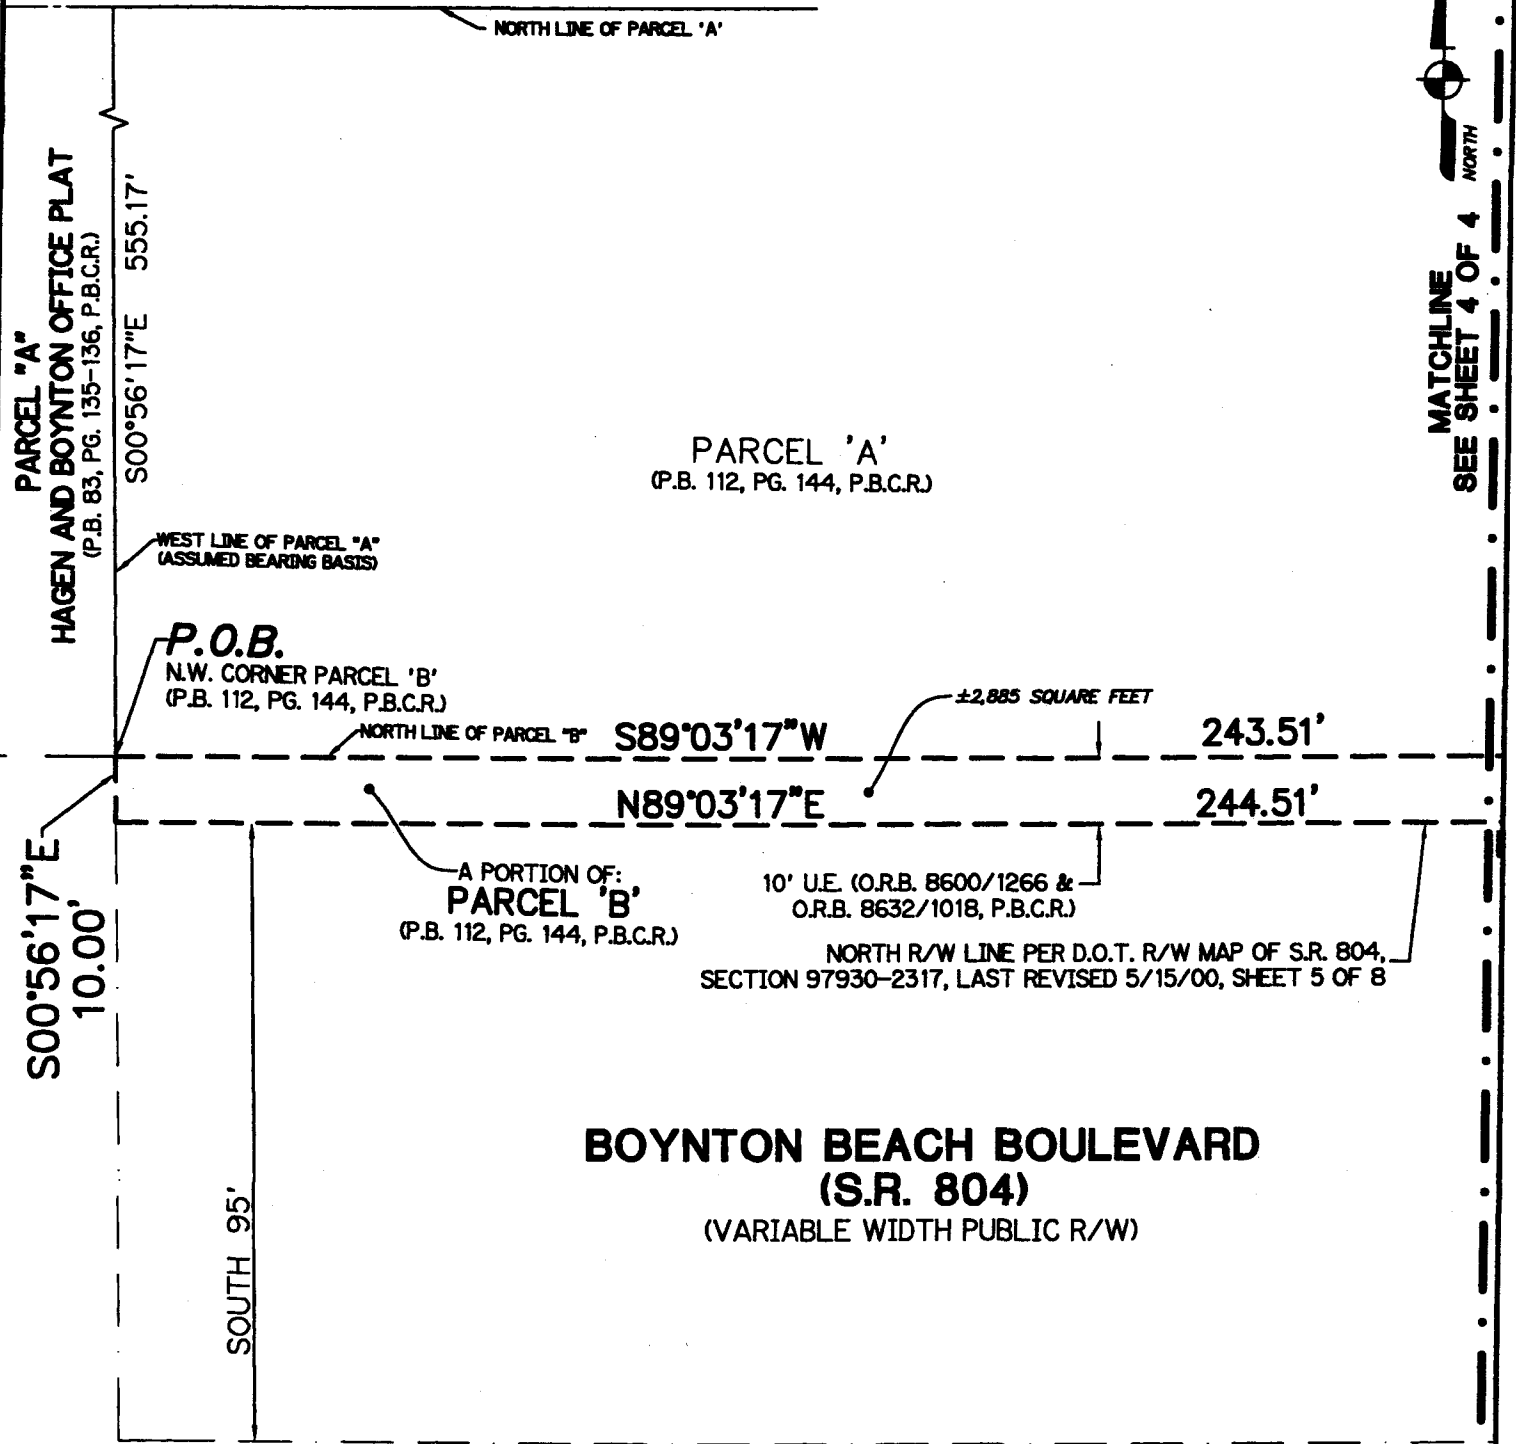 NORTH LINE OF PARCEL 'A'
NORTH
MATCHLINE
SEE SHEET 4 OF 4
PARCEL "A"
HAGEN AND BOYNTON OFFICE PLAT
(P.B. 83, PG. 135-136, P.B.C.R.)
S00°56'17"E 555.17'
PARCEL 'A'
(P.B. 112, PG. 144, P.B.C.R.)
WEST LINE OF PARCEL "A"
(ASSUMED BEARING BASIS)
P.O.B.
N.W. CORNER PARCEL 'B'
(P.B. 112, PG. 144, P.B.C.R.)
±2,885 SQUARE FEET
NORTH LINE OF PARCEL "B"
S89°03'17"W 243.51'
N89°03'17"E 244.51'
S00°56'17"E
10.00'
A PORTION OF:
PARCEL 'B'
(P.B. 112, PG. 144, P.B.C.R.)
10' U.E. (O.R.B. 8600/1266 &
O.R.B. 8632/1018, P.B.C.R.)
NORTH R/W LINE PER D.O.T. R/W MAP OF S.R. 804,
SECTION 97930-2317, LAST REVISED 5/15/00, SHEET 5 OF 8
BOYNTON BEACH BOULEVARD
(S.R. 804)
(VARIABLE WIDTH PUBLIC R/W)
SOUTH 95'